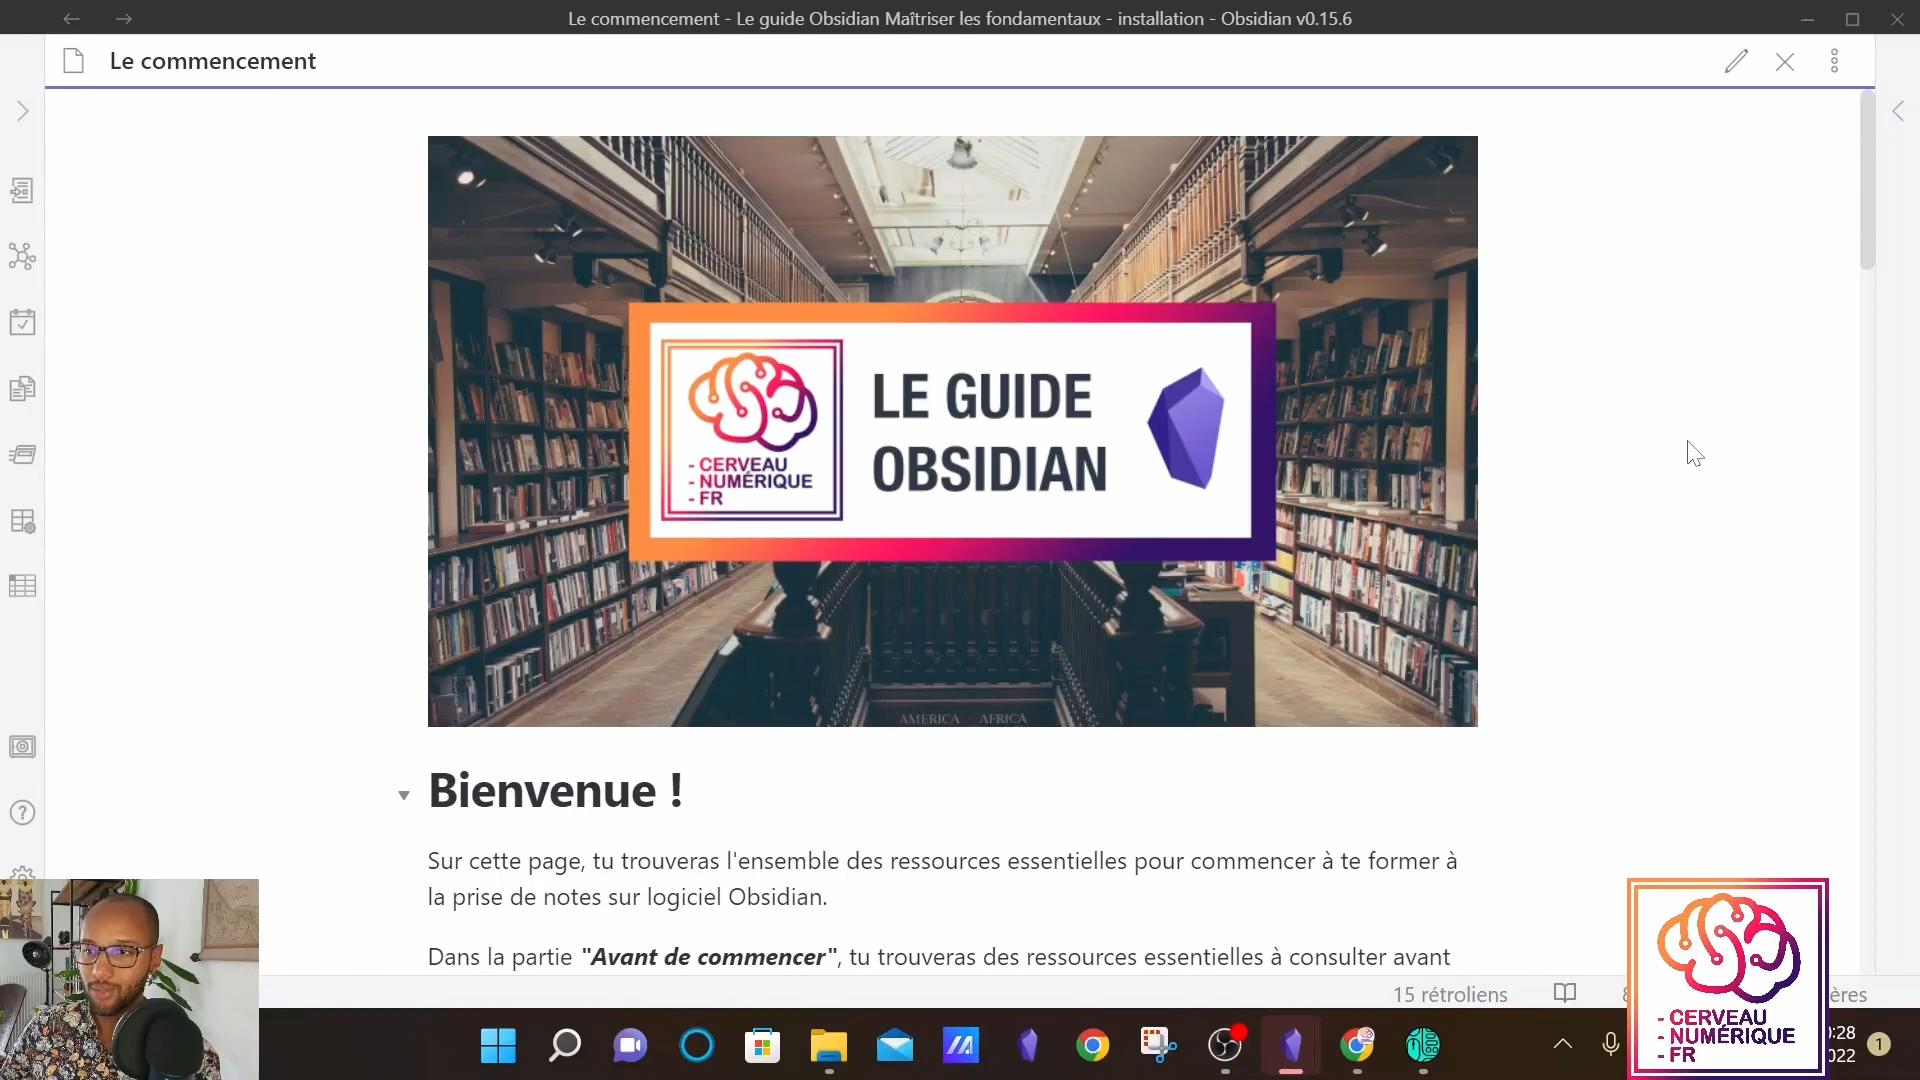 Le commencement - Le guide Obsidian Maîtriser les fondamentaux - installation - Obsidian v0.15.6
Le commencement
LE GUIDE
OBSIDIAN
- CERVEAU
- NUMÉRIQUE
- FR
AMERICA · AFRICA
Bienvenue !
Sur cette page, tu trouveras l'ensemble des ressources essentielles pour commencer à te former à
la prise de notes sur logiciel Obsidian.
Dans la partie "Avant de commencer", tu trouveras des ressources essentielles à consulter avant
15 rétroliens
- CERVEAU
- NUMÉRIQUE
- FR
:28
022
1